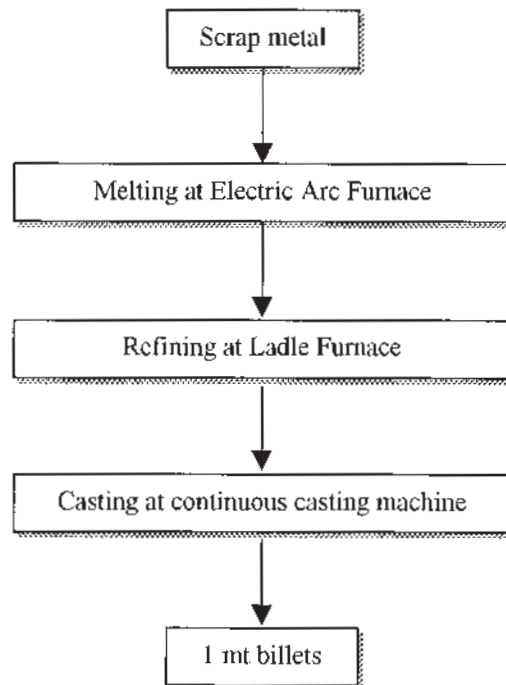 Scrap metal
Melting at Electric Arc Furnace
Refining at Ladle Furnace
Casting at continuous casting machine
1 mt billets